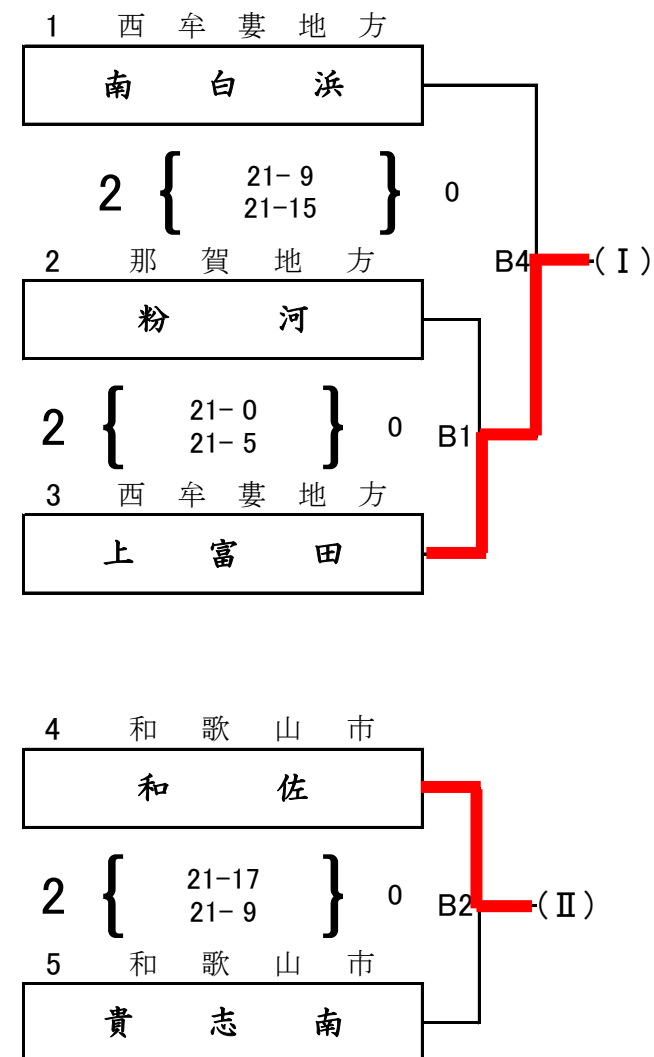 1 西牟婁地方
南白浜
2 { 21- 9 } 0
21-15
2 那賀地方
B4 (Ⅰ)
粉河
2 { 21- 0 } 0
21- 5
B1
3 西牟婁地方
上富田
4 和歌山市
和佐
2 { 21-17 } 0
21- 9
B2 (Ⅱ)
5 和歌山市
貴志南